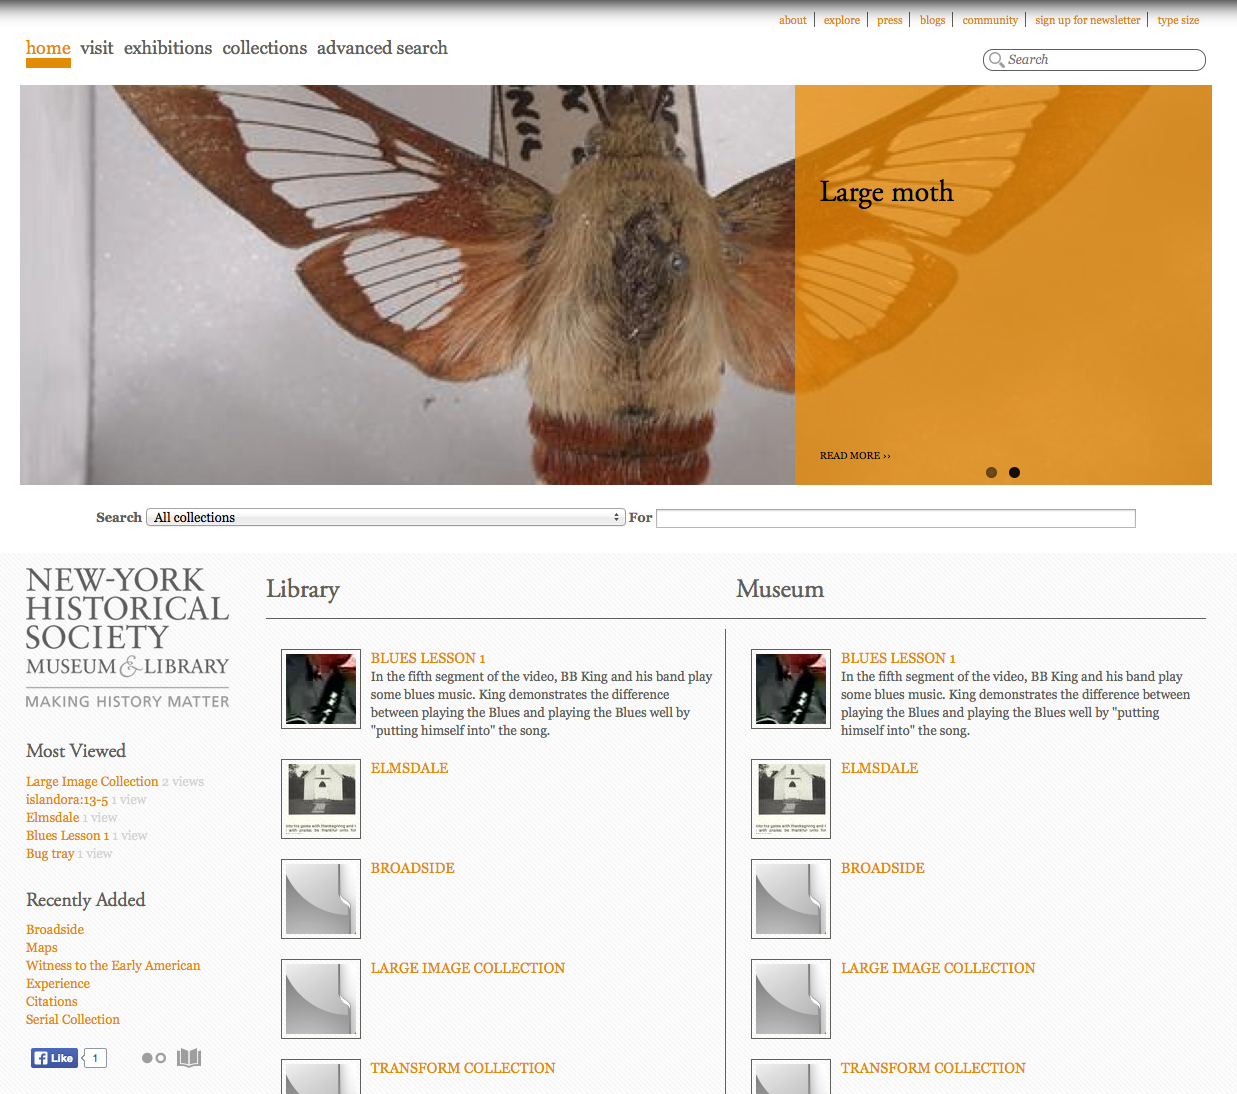 about
explore
press
blogs
community
sign up for newsletter
type size
home visit exhibitions collections advanced search
Search
Large moth
READ MORE ››
Search All collections For
NEW-YORK
HISTORICAL
SOCIETY
MUSEUM & LIBRARY
MAKING HISTORY MATTER
Most Viewed
Large Image Collection 2 views
islandora:13-5 1 view
Elmsdale 1 view
Blues Lesson 1 1 view
Bug tray 1 view
Recently Added
Broadside
Maps
Witness to the Early American
Experience
Citations
Serial Collection
Like 1
Library
BLUES LESSON 1
In the fifth segment of the video, BB King and his band play
some blues music. King demonstrates the difference
between playing the Blues and playing the Blues well by
"putting himself into" the song.
ELMSDALE
BROADSIDE
LARGE IMAGE COLLECTION
TRANSFORM COLLECTION
Museum
BLUES LESSON 1
In the fifth segment of the video, BB King and his band play
some blues music. King demonstrates the difference between
playing the Blues and playing the Blues well by "putting
himself into" the song.
ELMSDALE
BROADSIDE
LARGE IMAGE COLLECTION
TRANSFORM COLLECTION